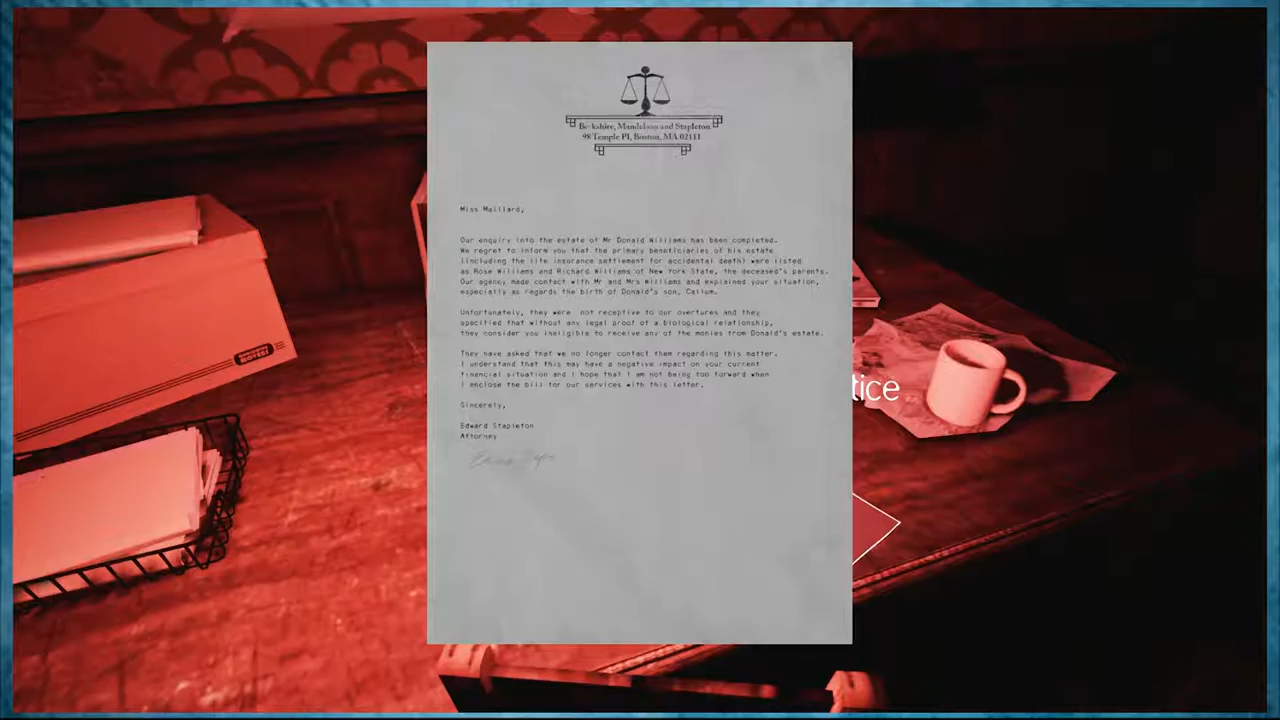 Berkshire, Mandelson and Stapleton
98 Temple Pl, Boston, MA 02111
Miss Maillard,
Our enquiry into the estate of Mr Donald Williams has been completed.
We regret to inform you that the primary beneficiaries of his estate
(including the life insurance settlement for accidental death) were listed
as Rose Williams and Richard Williams of New York State, the deceased's parents.
Our agency made contact with Mr and Mrs Williams and explained your situation,
especially as regards the birth of Donald's son, Callum.
Unfortunately, they were not receptive to our overtures and they
specified that without any legal proof of a biological relationship,
they consider you ineligible to receive any of the monies from Donald's estate.
They have asked that we no longer contact them regarding this matter.
I understand that this may have a negative impact on your current
financial situation and I hope that I am not being too forward when
I enclose the bill for our services with this letter.
Sincerely,
Edward Stapleton
Attorney
tice